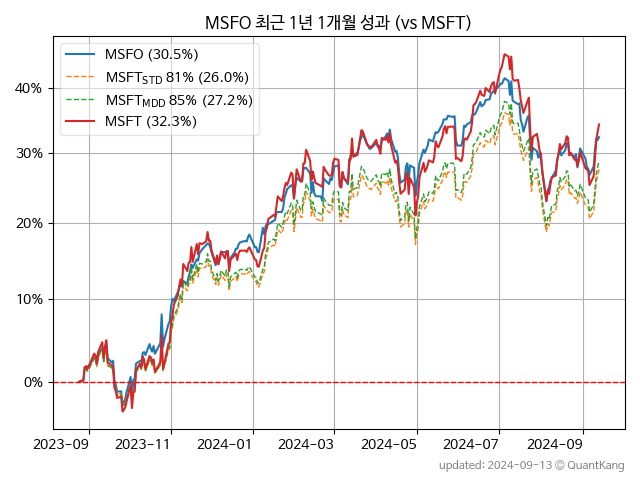 MSFO 최근 1년 1개월 성과 (vs MSFT)
MSFO (30.5%)
MSFT_STD 81% (26.0%)
MSFT_MDD 85% (27.2%)
MSFT (32.3%)
40%
30%
20%
10%
0%
2023-09 2023-11 2024-01 2024-03 2024-05 2024-07 2024-09
updated: 2024-09-13 © QuantKang